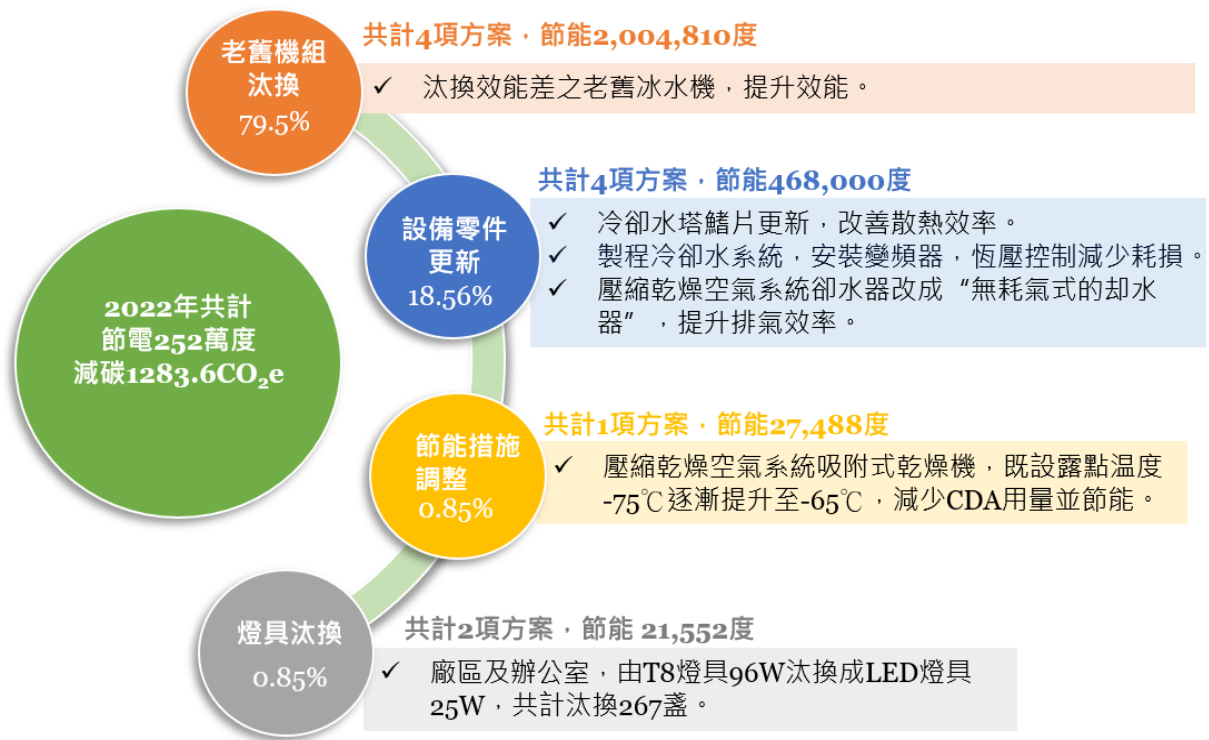 共計4項方案，節能2,004,810度
老舊機組
汰換
79.5%
✓ 汰換效能差之老舊冰水機，提升效能。
共計4項方案，節能468,000度
設備零件
更新
18.56%
✓ 冷卻水塔鰭片更新，改善散熱效率。
✓ 製程冷卻水系統，安裝變頻器，恆壓控制減少耗損。
✓ 壓縮乾燥空氣系統卻水器改成“無耗氣式的却水
器”，提升排氣效率。
2022年共計
節電252萬度
減碳1283.6CO₂e
共計1項方案，節能27,488度
節能措施
調整
0.85%
✓ 壓縮乾燥空氣系統吸附式乾燥機，既設露點温度
-75℃逐漸提升至-65℃，減少CDA用量並節能。
共計2項方案，節能 21,552度
燈具汰換
0.85%
✓ 廠區及辦公室，由T8燈具96W汰換成LED燈具
25W，共計汰換267盞。